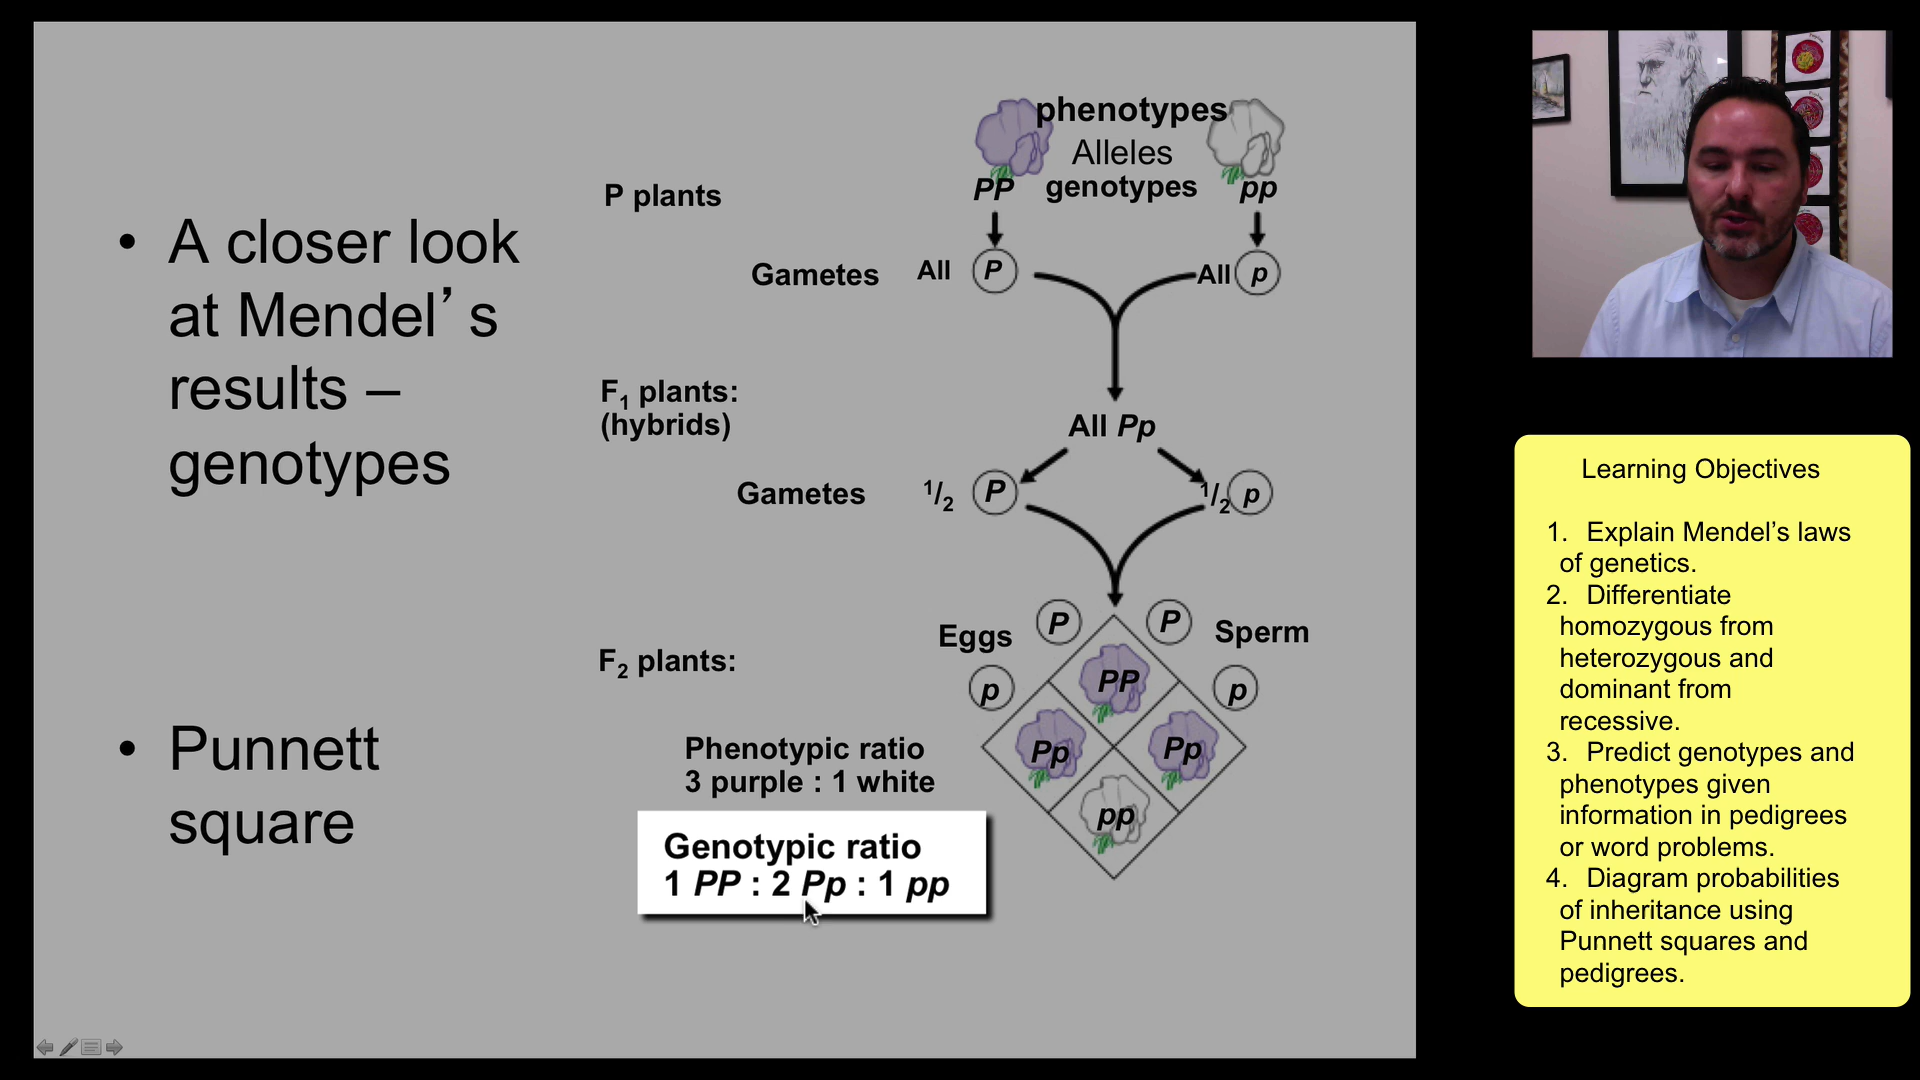 • A closer look
at Mendel’s
results –
genotypes
• Punnett
square
phenotypes
Alleles
P plants
PP genotypes pp
Gametes All P All p
F1 plants:
(hybrids)
All Pp
Gametes 1/2 P 1/2 p
F2 plants:
Eggs P P Sperm
p p
PP
Pp Pp
pp
Phenotypic ratio
3 purple : 1 white
Genotypic ratio
1 PP : 2 Pp : 1 pp
Learning Objectives
1. Explain Mendel’s laws
of genetics.
2. Differentiate
homozygous from
heterozygous and
dominant from
recessive.
3. Predict genotypes and
phenotypes given
information in pedigrees
or word problems.
4. Diagram probabilities
of inheritance using
Punnett squares and
pedigrees.